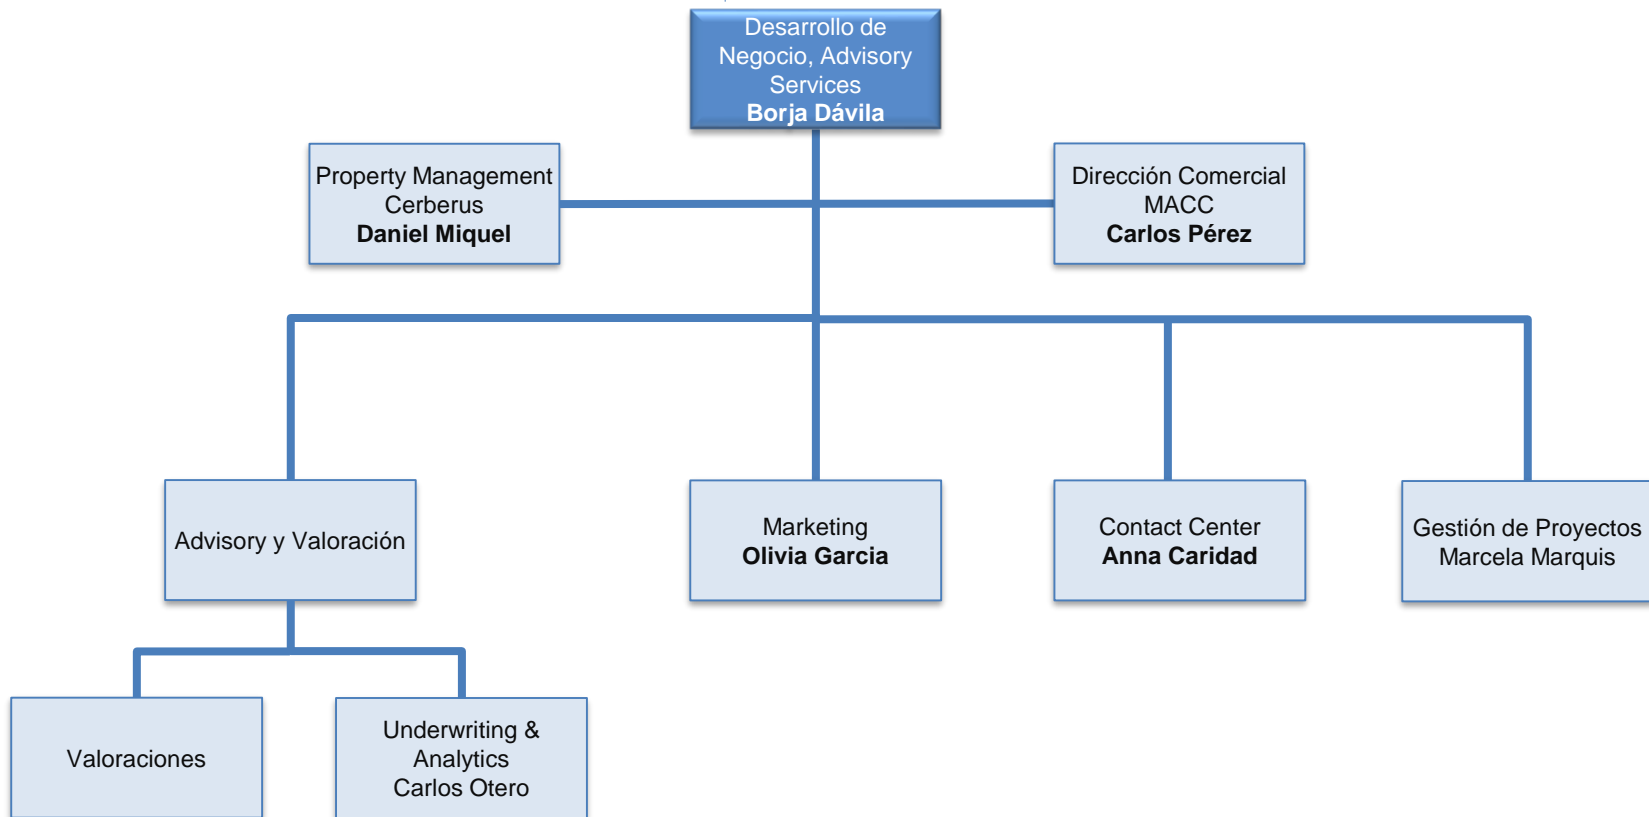 Desarrollo de
Negocio, Advisory
Services
Borja Dávila
Property Management
Cerberus
Daniel Miquel
Dirección Comercial
MACC
Carlos Pérez
Advisory y Valoración
Marketing
Olivia Garcia
Contact Center
Anna Caridad
Gestión de Proyectos
Marcela Marquis
Valoraciones
Underwriting &
Analytics
Carlos Otero